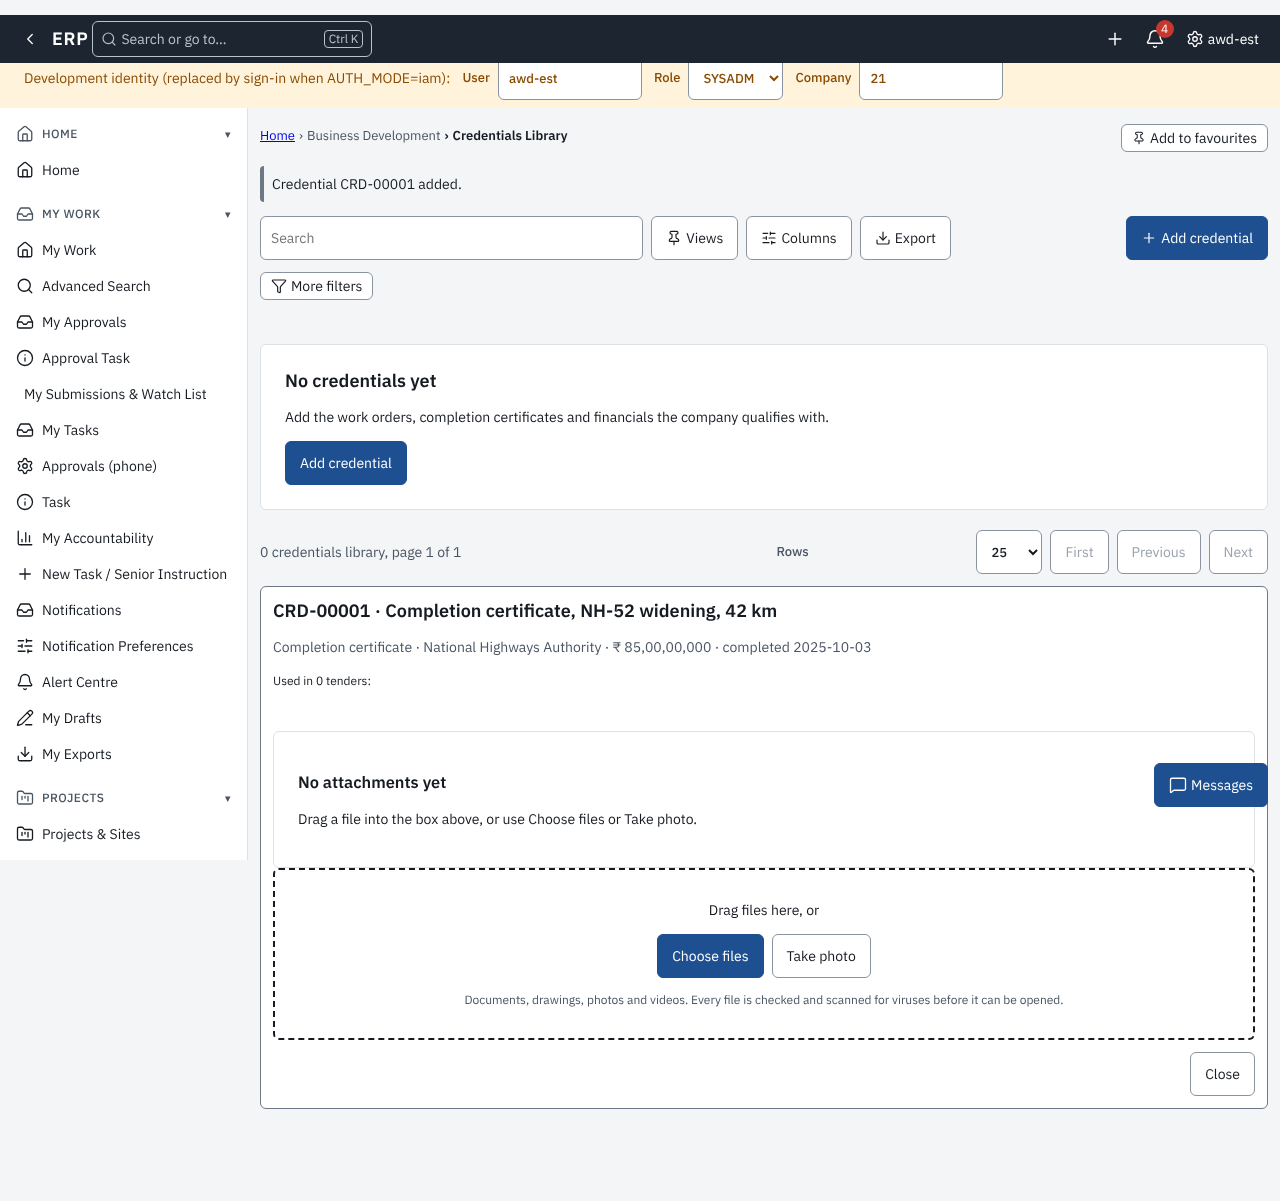 ERP
Search or go to...
Ctrl K
4
awd-est
Development identity (replaced by sign-in when AUTH_MODE=iam):
User
awd-est
Role
SYSADM
Company
21
HOME
Home
MY WORK
My Work
Advanced Search
My Approvals
Approval Task
My Submissions & Watch List
My Tasks
Approvals (phone)
Task
My Accountability
New Task / Senior Instruction
Notifications
Notification Preferences
Alert Centre
My Drafts
My Exports
PROJECTS
Projects & Sites
Home › Business Development › Credentials Library
Add to favourites
Credential CRD-00001 added.
Search
Views
Columns
Export
Add credential
More filters
No credentials yet
Add the work orders, completion certificates and financials the company qualifies with.
Add credential
0 credentials library, page 1 of 1
Rows
25
First
Previous
Next
CRD-00001 · Completion certificate, NH-52 widening, 42 km
Completion certificate · National Highways Authority · ₹ 85,00,00,000 · completed 2025-10-03
Used in 0 tenders:
No attachments yet
Drag a file into the box above, or use Choose files or Take photo.
Messages
Drag files here, or
Choose files
Take photo
Documents, drawings, photos and videos. Every file is checked and scanned for viruses before it can be opened.
Close